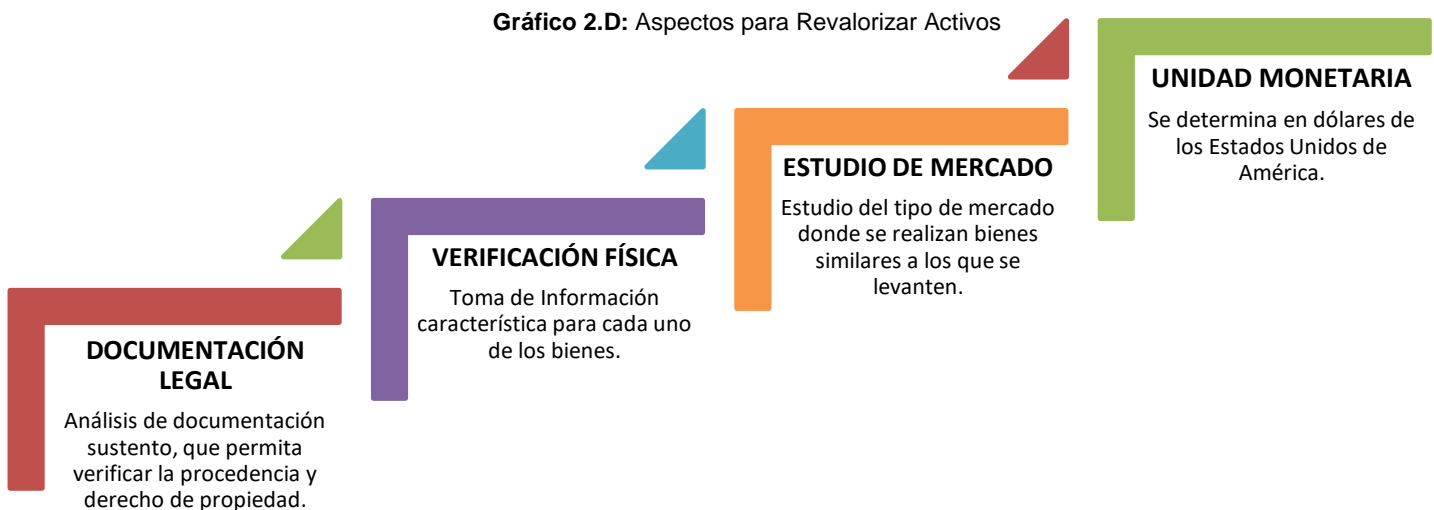 Gráfico 2.D: Aspectos para Revalorizar Activos
DOCUMENTACIÓN
LEGAL
Análisis de documentación
sustento, que permita
verificar la procedencia y
derecho de propiedad.
VERIFICACIÓN FÍSICA
Toma de Información
característica para cada uno
de los bienes.
ESTUDIO DE MERCADO
Estudio del tipo de mercado
donde se realizan bienes
similares a los que se
levanten.
UNIDAD MONETARIA
Se determina en dólares de
los Estados Unidos de
América.